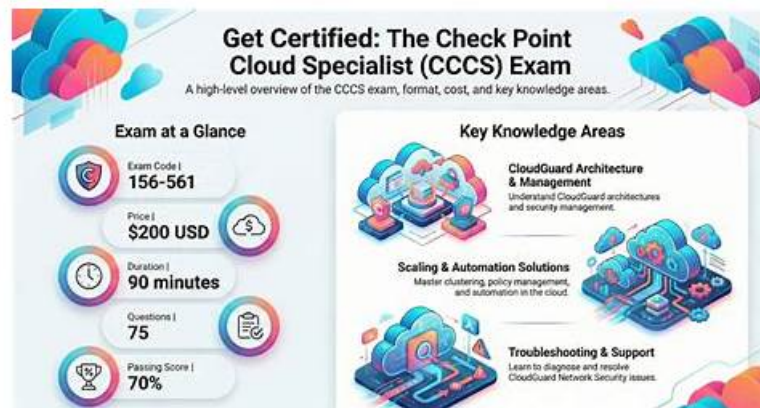 Get Certified: The Check Point
Cloud Specialist (CCCS) Exam
A high-level overview of the CCCS exam, format, cost, and key knowledge areas.
Exam at a Glance
Exam Code |
156-561
Price |
$200 USD
Duration |
90 minutes
Questions |
75
Passing Score |
70%
Key Knowledge Areas
CloudGuard Architecture
& Management
Understand CloudGuard architectures
and security management.
Scaling & Automation Solutions
Master clustering, policy management,
and automation in the cloud.
Troubleshooting & Support
Learn to diagnose and resolve
CloudGuard Network Security issues.